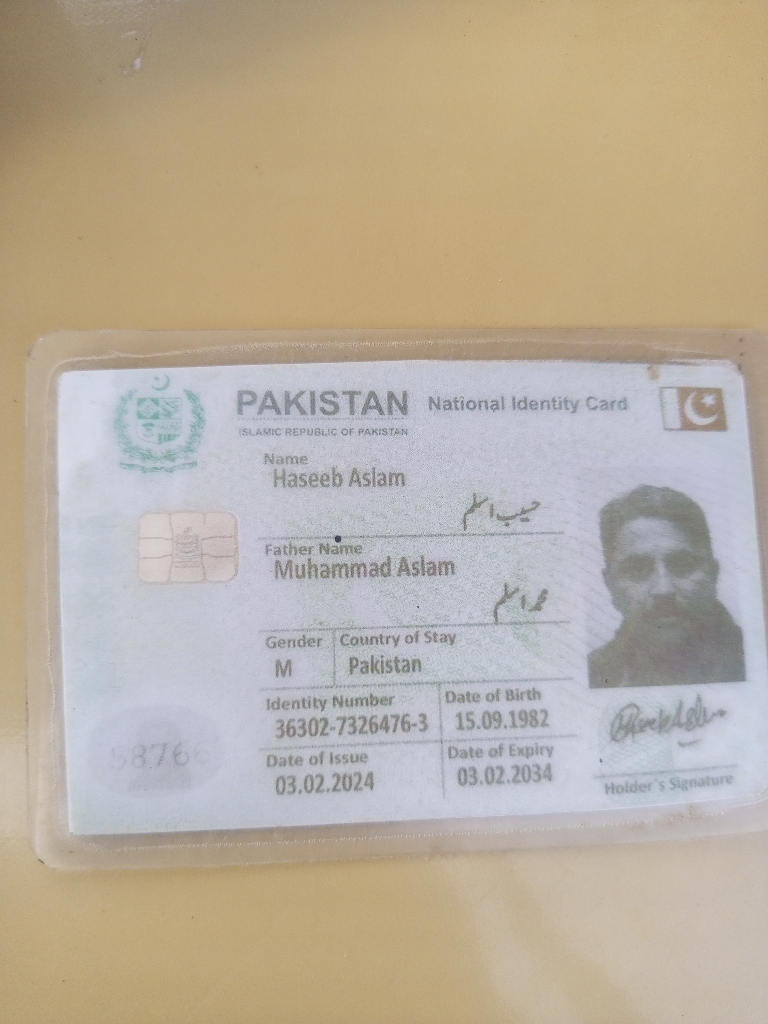 PAKISTAN National Identity Card
ISLAMIC REPUBLIC OF PAKISTAN
Name
Haseeb Aslam
حسیب اسلم
Father Name
Muhammad Aslam
محمد اسلم
Gender Country of Stay
M Pakistan
Identity Number Date of Birth
36302-7326476-3 15.09.1982
Date of Issue Date of Expiry
03.02.2024 03.02.2034
Holder's Signature